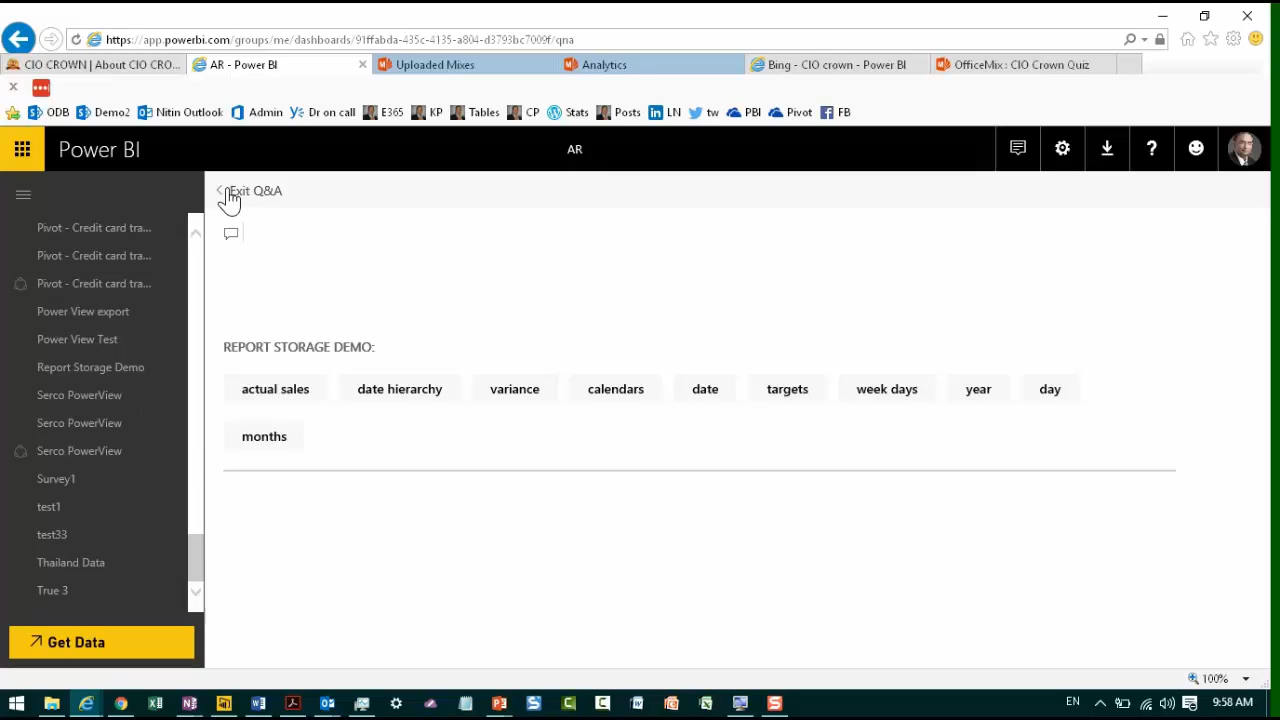 https://app.powerbi.com/groups/me/dashboards/91ffabda-435c-4135-a804-d3793bc7009f/qna
CIO CROWN | About CIO CRO... AR - Power BI Uploaded Mixes Analytics Bing - CIO crown - Power BI OfficeMix : CIO Crown Quiz
ODB Demo2 Nitin Outlook Admin Dr on call E365 KP Tables CP Stats Posts LN tw PBI Pivot FB
Power BI AR
Exit Q&A
Pivot - Credit card tra...
Pivot - Credit card tra...
Pivot - Credit card tra...
Power View export
Power View Test
Report Storage Demo
Serco PowerView
Serco PowerView
Serco PowerView
Survey1
test1
test33
Thailand Data
True 3
Get Data
REPORT STORAGE DEMO:
actual sales date hierarchy variance calendars date targets week days year day
months
100%
EN 9:58 AM